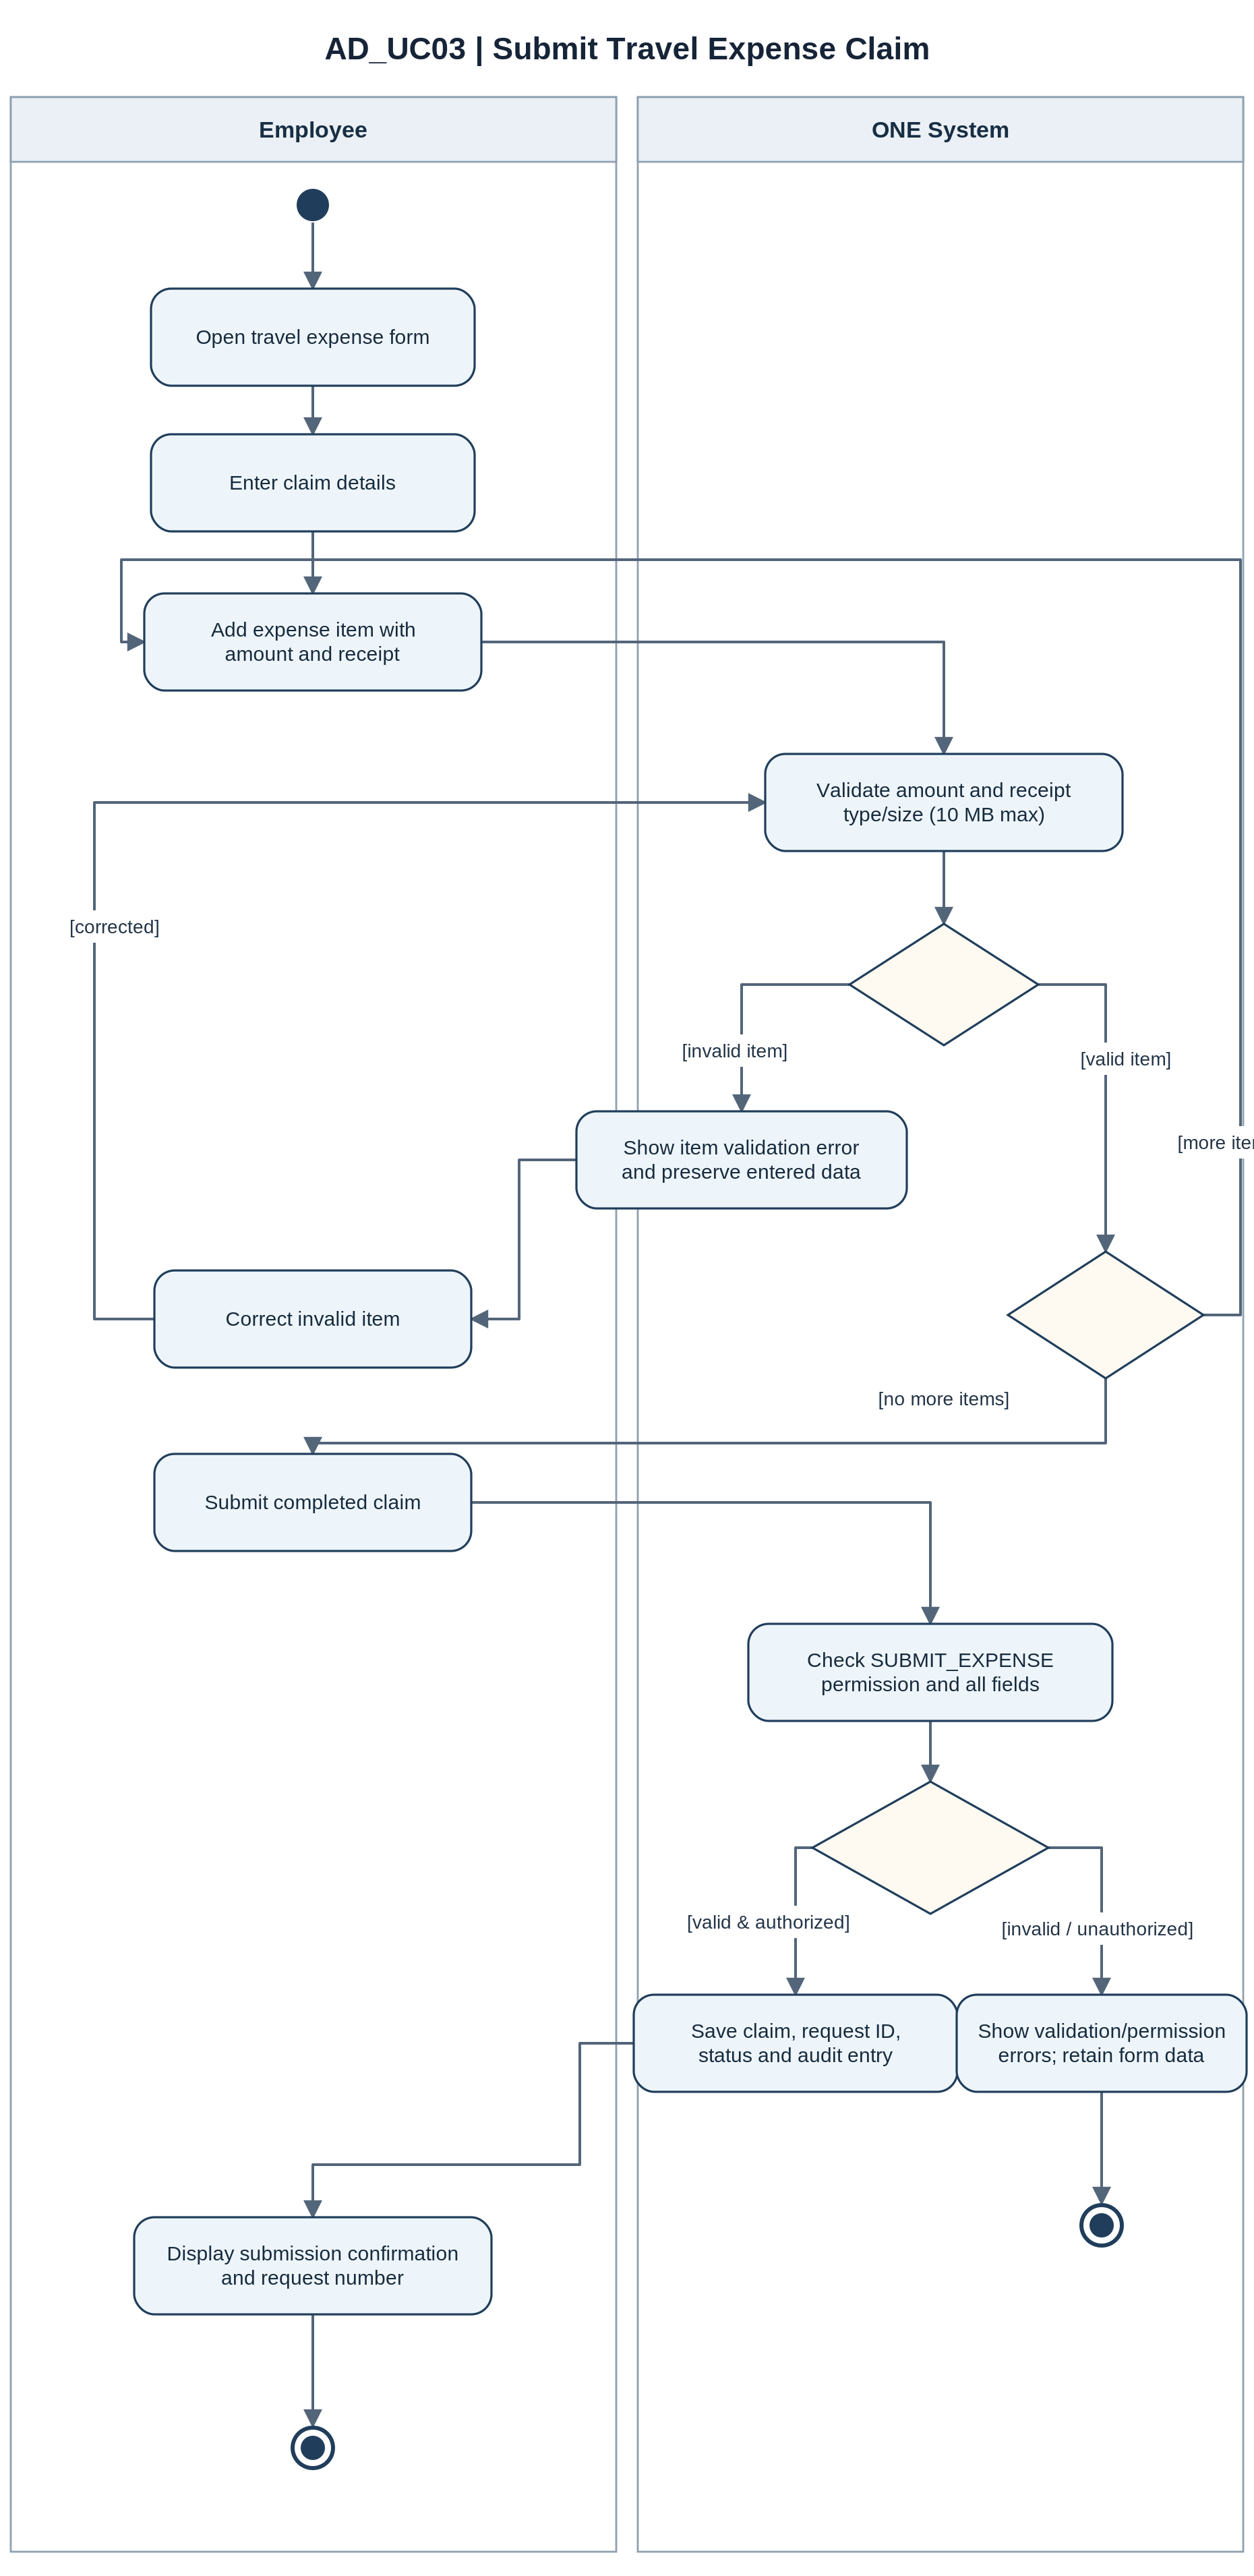 AD_UC03 | Submit Travel Expense Claim
Employee
ONE System
Open travel expense form
Enter claim details
Add expense item with
amount and receipt
Validate amount and receipt
type/size (10 MB max)
[corrected]
[invalid item]
[valid item]
[more
Show item validation error
and preserve entered data
Correct invalid item
[no more items]
Submit completed claim
Check SUBMIT_EXPENSE
permission and all fields
[valid & authorized]
[invalid / unauthorized]
Save claim, request ID,
status and audit entry
Show validation/permission
errors; retain form data
Display submission confirmation
and request number